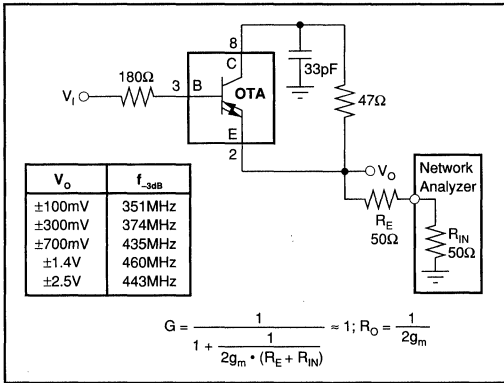 8
C
33pF
180Ω
3
B
OTA
47Ω
V_I
E
2
V_O
Network
Analyzer
R_E
50Ω
R_IN
50Ω
V_O f_−3dB
±100mV 351MHz
±300mV 374MHz
±700mV 435MHz
±1.4V 460MHz
±2.5V 443MHz
G = 1 / (1 + 1 / (2g_m • (R_E + R_IN))) ≈ 1; R_O = 1 / (2g_m)